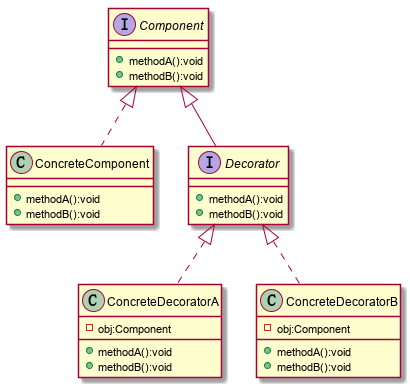 I Component
methodA():void
methodB():void
C ConcreteComponent
methodA():void
methodB():void
I Decorator
methodA():void
methodB():void
C ConcreteDecoratorA
obj:Component
methodA():void
methodB():void
C ConcreteDecoratorB
obj:Component
methodA():void
methodB():void